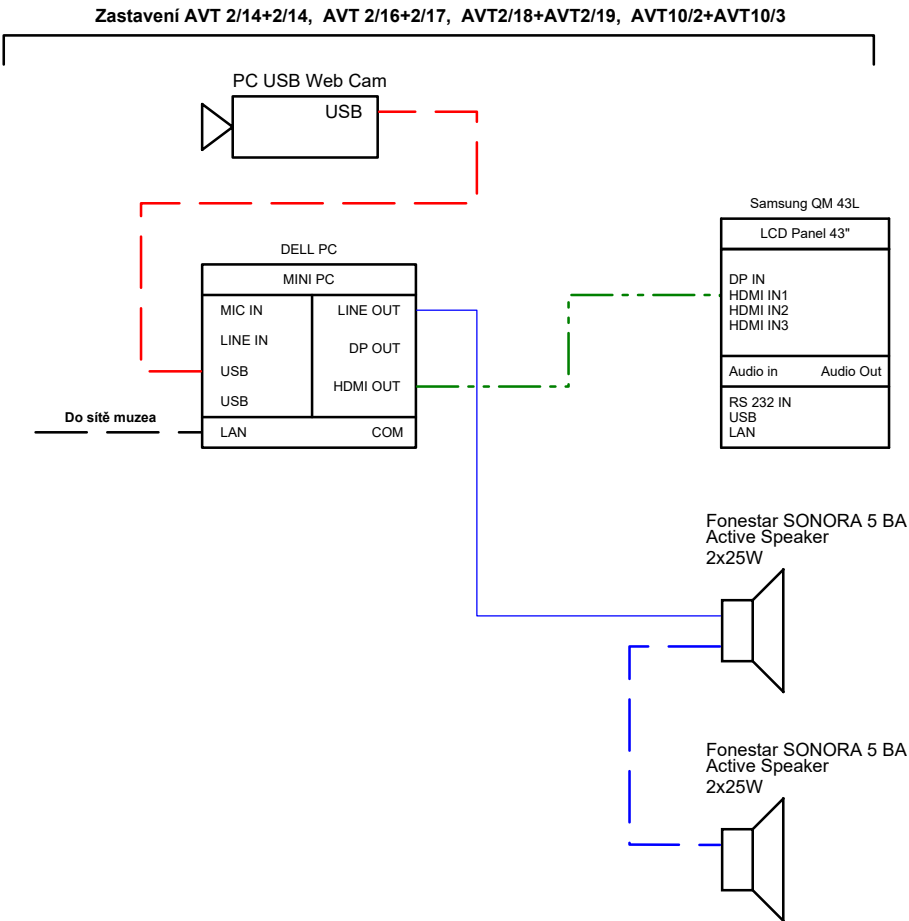 Zastavení AVT 2/14+2/14, AVT 2/16+2/17, AVT2/18+AVT2/19, AVT10/2+AVT10/3
PC USB Web Cam
USB
Samsung QM 43L
LCD Panel 43"
DP IN
HDMI IN1
HDMI IN2
HDMI IN3
Audio in Audio Out
RS 232 IN
USB
LAN
DELL PC
MINI PC
MIC IN LINE OUT
LINE IN DP OUT
USB HDMI OUT
USB
LAN COM
Do sítě muzea
Fonestar SONORA 5 BA
Active Speaker
2x25W
Fonestar SONORA 5 BA
Active Speaker
2x25W